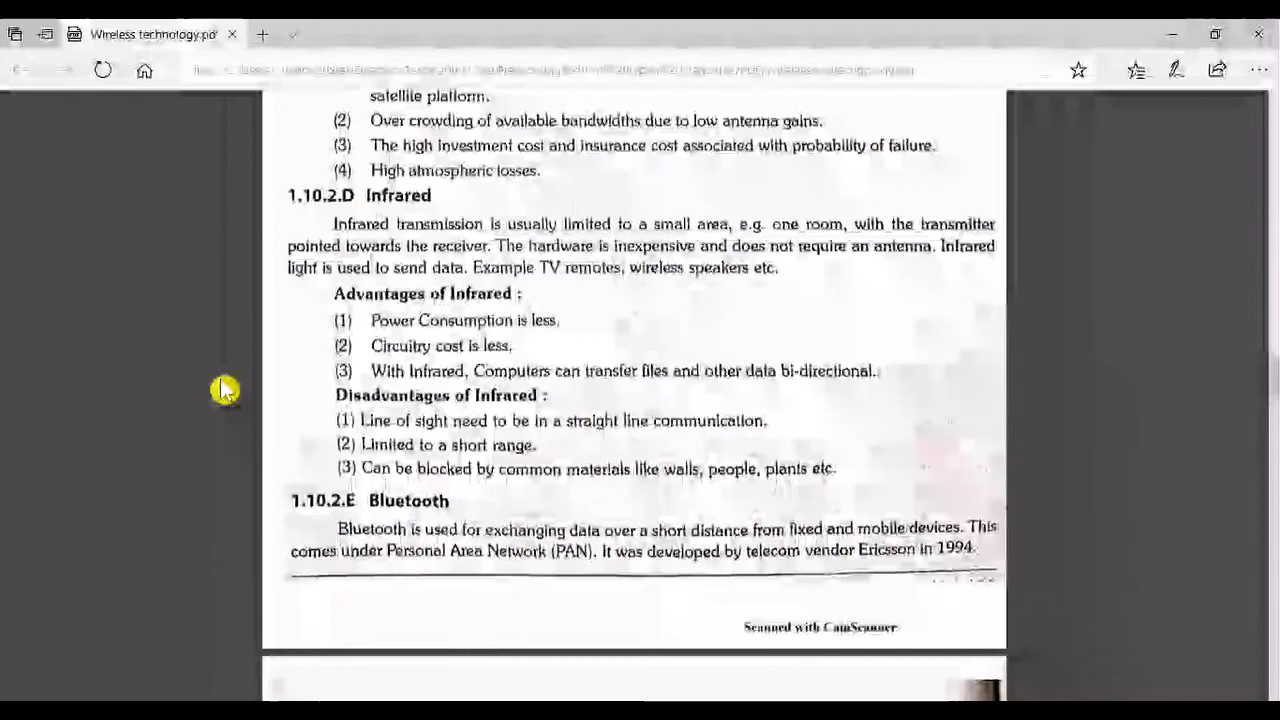 Wireless technology.pdf
satellite platform.
(2) Over crowding of available bandwidths due to low antenna gains.
(3) The high investment cost and insurance cost associated with probability of failure.
(4) High atmospheric losses.
1.10.2.D Infrared
Infrared transmission is usually limited to a small area, e.g. one room, with the transmitter
pointed towards the receiver. The hardware is inexpensive and does not require an antenna. Infrared
light is used to send data. Example TV remotes, wireless speakers etc.
Advantages of Infrared :
(1) Power Consumption is less.
(2) Circuitry cost is less.
(3) With Infrared, Computers can transfer files and other data bi-directional.
Disadvantages of Infrared :
(1) Line of sight need to be in a straight line communication.
(2) Limited to a short range.
(3) Can be blocked by common materials like walls, people, plants etc.
1.10.2.E Bluetooth
Bluetooth is used for exchanging data over a short distance from fixed and mobile devices. This
comes under Personal Area Network (PAN). It was developed by telecom vendor Ericsson in 1994.
Scanned with CamScanner